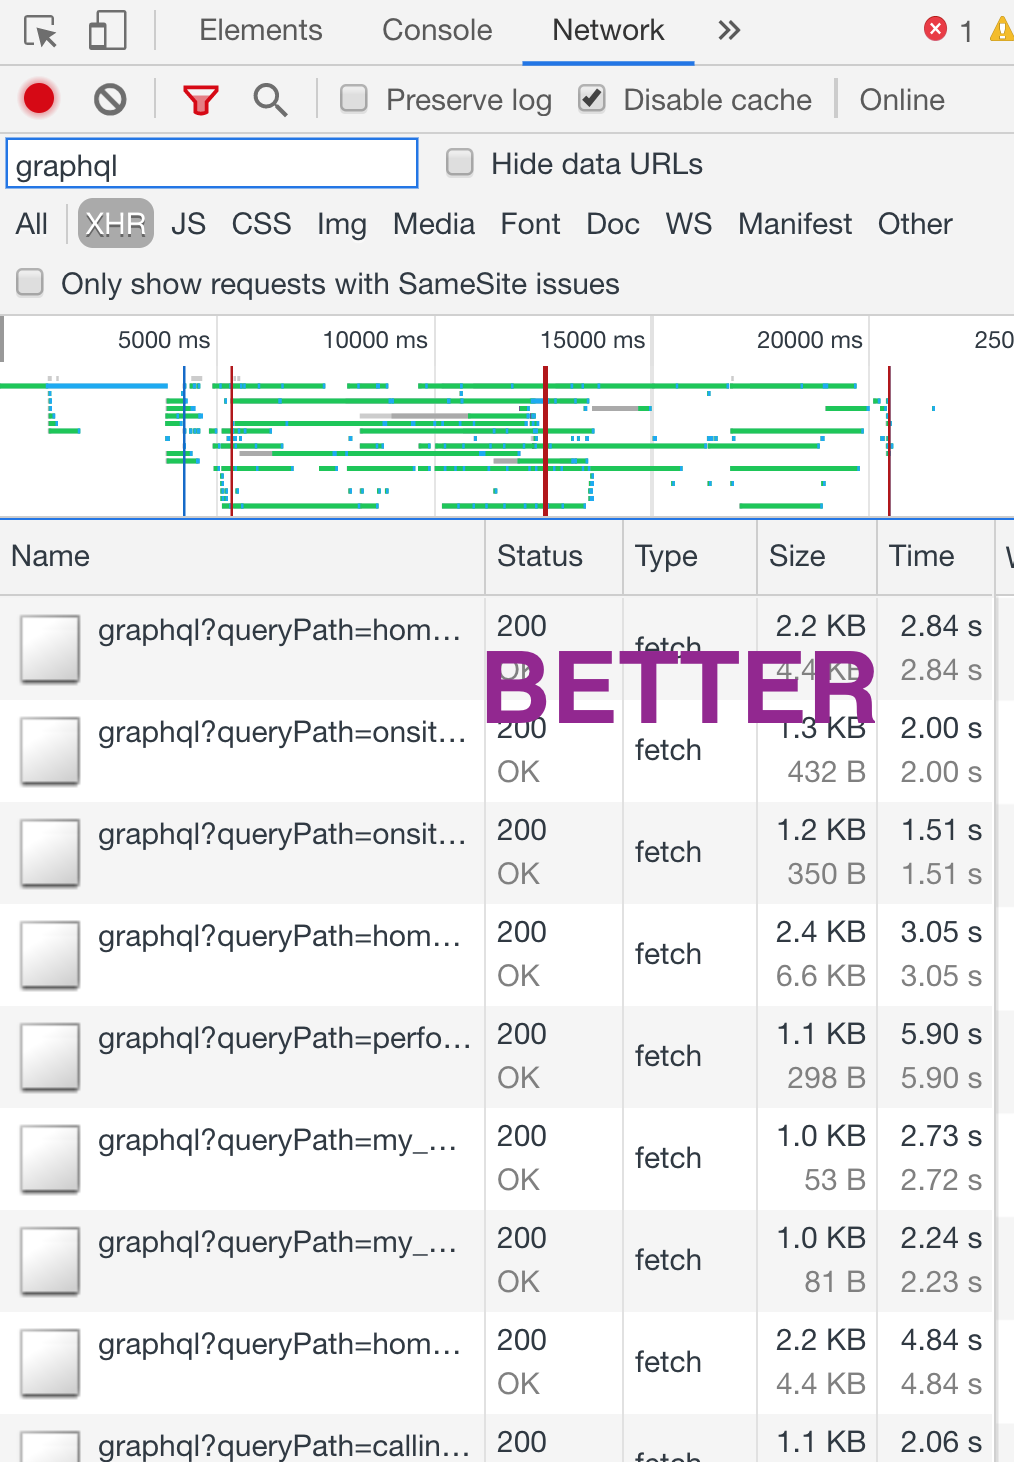 Elements Console Network » 1
Preserve log Disable cache Online
graphql Hide data URLs
All XHR JS CSS Img Media Font Doc WS Manifest Other
Only show requests with SameSite issues
5000 ms 10000 ms 15000 ms 20000 ms 250
Name Status Type Size Time
graphql?queryPath=hom… 200 fetch 2.2 KB 2.84 s
OK 4.4 KB 2.84 s
BETTER
graphql?queryPath=onsit… 200 fetch 1.3 KB 2.00 s
OK 432 B 2.00 s
graphql?queryPath=onsit… 200 fetch 1.2 KB 1.51 s
OK 350 B 1.51 s
graphql?queryPath=hom… 200 fetch 2.4 KB 3.05 s
OK 6.6 KB 3.05 s
graphql?queryPath=perfo… 200 fetch 1.1 KB 5.90 s
OK 298 B 5.90 s
graphql?queryPath=my_… 200 fetch 1.0 KB 2.73 s
OK 53 B 2.72 s
graphql?queryPath=my_… 200 fetch 1.0 KB 2.24 s
OK 81 B 2.23 s
graphql?queryPath=hom… 200 fetch 2.2 KB 4.84 s
OK 4.4 KB 4.84 s
graphql?queryPath=callin… 200 fetch 1.1 KB 2.06 s